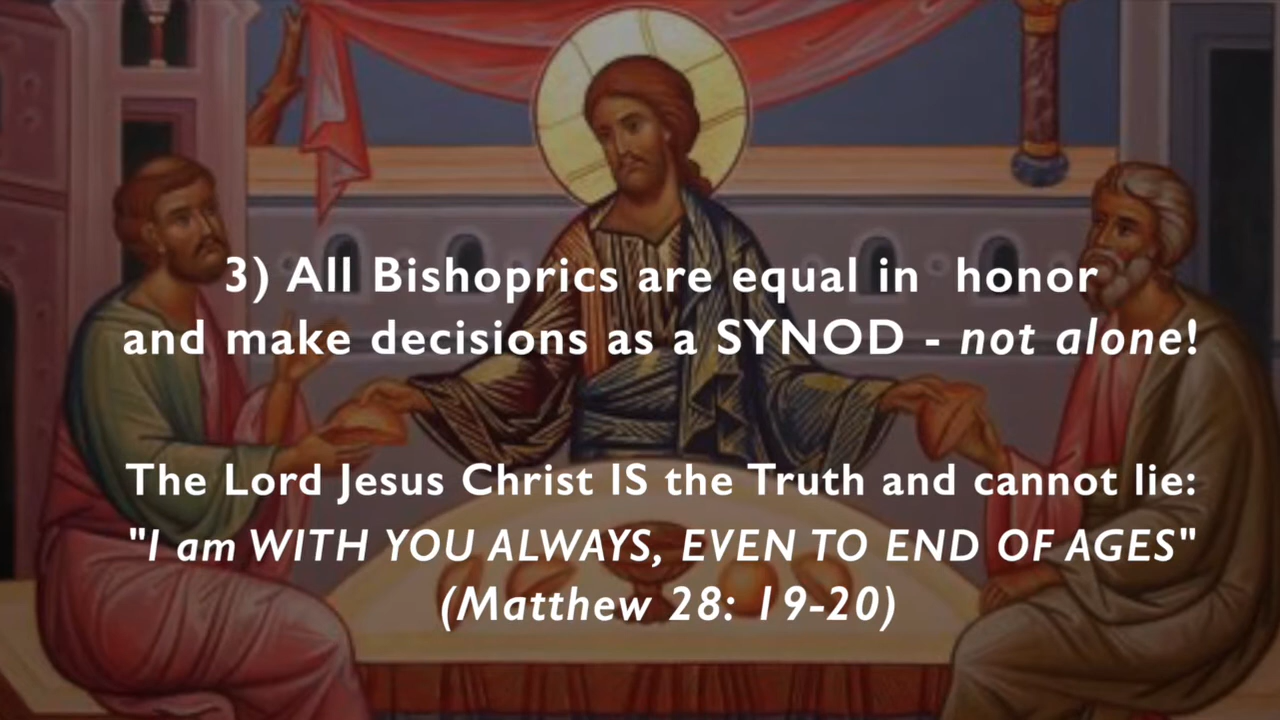 3) All Bishoprics are equal in honor
and make decisions as a SYNOD - not alone!
The Lord Jesus Christ IS the Truth and cannot lie:
"I am WITH YOU ALWAYS, EVEN TO END OF AGES"
(Matthew 28: 19-20)